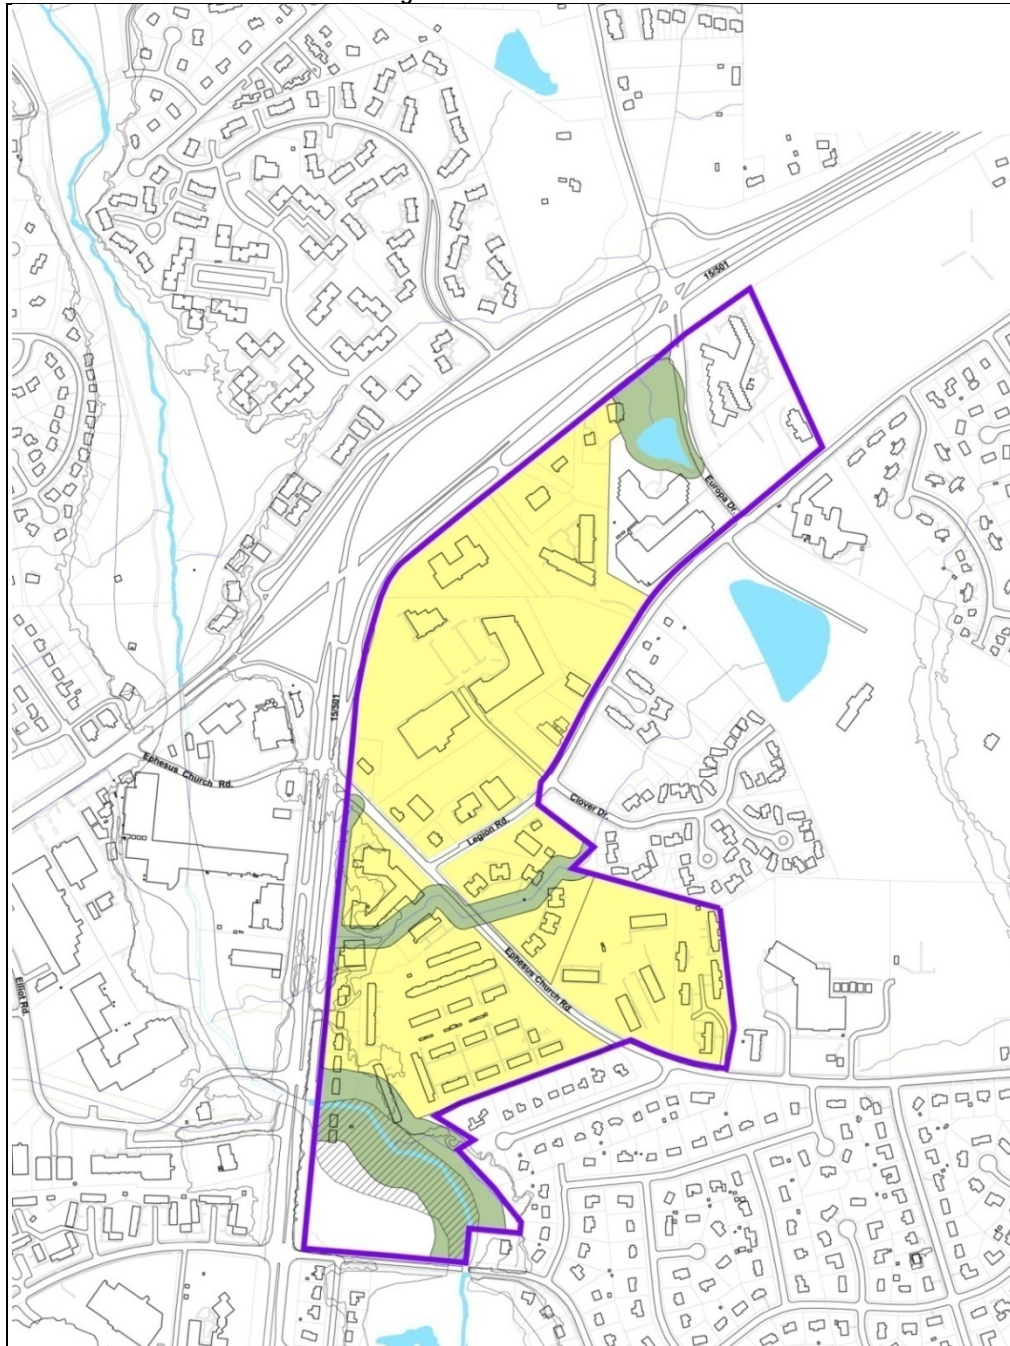 15/501
Europa Dr.
15/501
Ephesus Church Rd.
Clover Dr.
Legion Rd.
Ephesus Church Rd.
Elliot Rd.